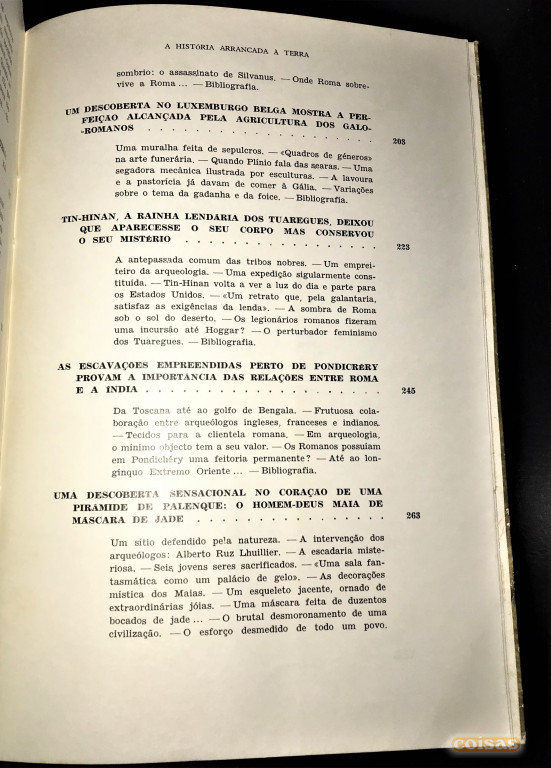 A HISTÓRIA ARRANCADA À TERRA
sombrio: o assassinato de Silvanus. — Onde Roma sobre-
vive a Roma ... — Bibliografia.
UM DESCOBERTA NO LUXEMBURGO BELGA MOSTRA A PER-
FEIÇÃO ALCANÇADA PELA AGRICULTURA DOS GALO-
-ROMANOS . . . . . . . . . . . . . . . . . . 203
Uma muralha feita de sepulcros. — «Quadros de géneros»
na arte funerária. — Quando Plínio fala das searas. — Uma
segadora mecânica ilustrada por esculturas. — A lavoura
e a pastorícia já davam de comer à Gália. — Variações
sobre o tema da gadanha e da foice. — Bibliografia.
TIN-HINAN, A RAINHA LENDÁRIA DOS TUAREGUES, DEIXOU
QUE APARECESSE O SEU CORPO MAS CONSERVOU
O SEU MISTÉRIO . . . . . . . . . . . . . . . . 223
A antepassada comum das tribos nobres. — Um emprei-
teiro da arqueologia. — Uma expedição sigularmente cons-
tituída. — Tin-Hinan volta a ver a luz do dia e parte para
os Estados Unidos. — «Um retrato que, pela galantaria,
satisfaz as exigências da lenda». — A sombra de Roma
sob o sol do deserto. — Os legionários romanos fizeram
uma incursão até Hoggar? — O perturbador feminismo
dos Tuaregues. — Bibliografia.
AS ESCAVAÇÕES EMPREENDIDAS PERTO DE PONDICHÉRY
PROVAM A IMPORTÂNCIA DAS RELAÇÕES ENTRE ROMA
E A ÍNDIA . . . . . . . . . . . . . . . . . . . 245
Da Toscana até ao golfo de Bengala. — Frutuosa cola-
boração entre arqueólogos ingleses, franceses e indianos.
— Tecidos para a clientela romana. — Em arqueologia,
o mínimo objecto tem a seu valor. — Os Romanos possuíam
em Pondichéry uma feitoria permanente? — Até ao lon-
gínquo Extremo Oriente ... — Bibliografia.
UMA DESCOBERTA SENSACIONAL NO CORAÇÃO DE UMA
PIRÂMIDE DE PALENQUE: O HOMEM-DEUS MAIA DE
MÁSCARA DE JADE . . . . . . . . . . . . . . . 263
Um sítio defendido pela natureza. — A intervenção dos
arqueólogos: Alberto Ruz Lhuillier. — A escadaria miste-
riosa. — Seis jovens seres sacrificados. — «Uma sala fan-
tasmática como um palácio de gelo». — As decorações
mística dos Maias. — Um esqueleto jacente, ornado de
extraordinárias jóias. — Uma máscara feita de duzentos
bocados de jade ... — O brutal desmoronamento de uma
civilização. — O esforço desmedido de todo um povo.
coisas